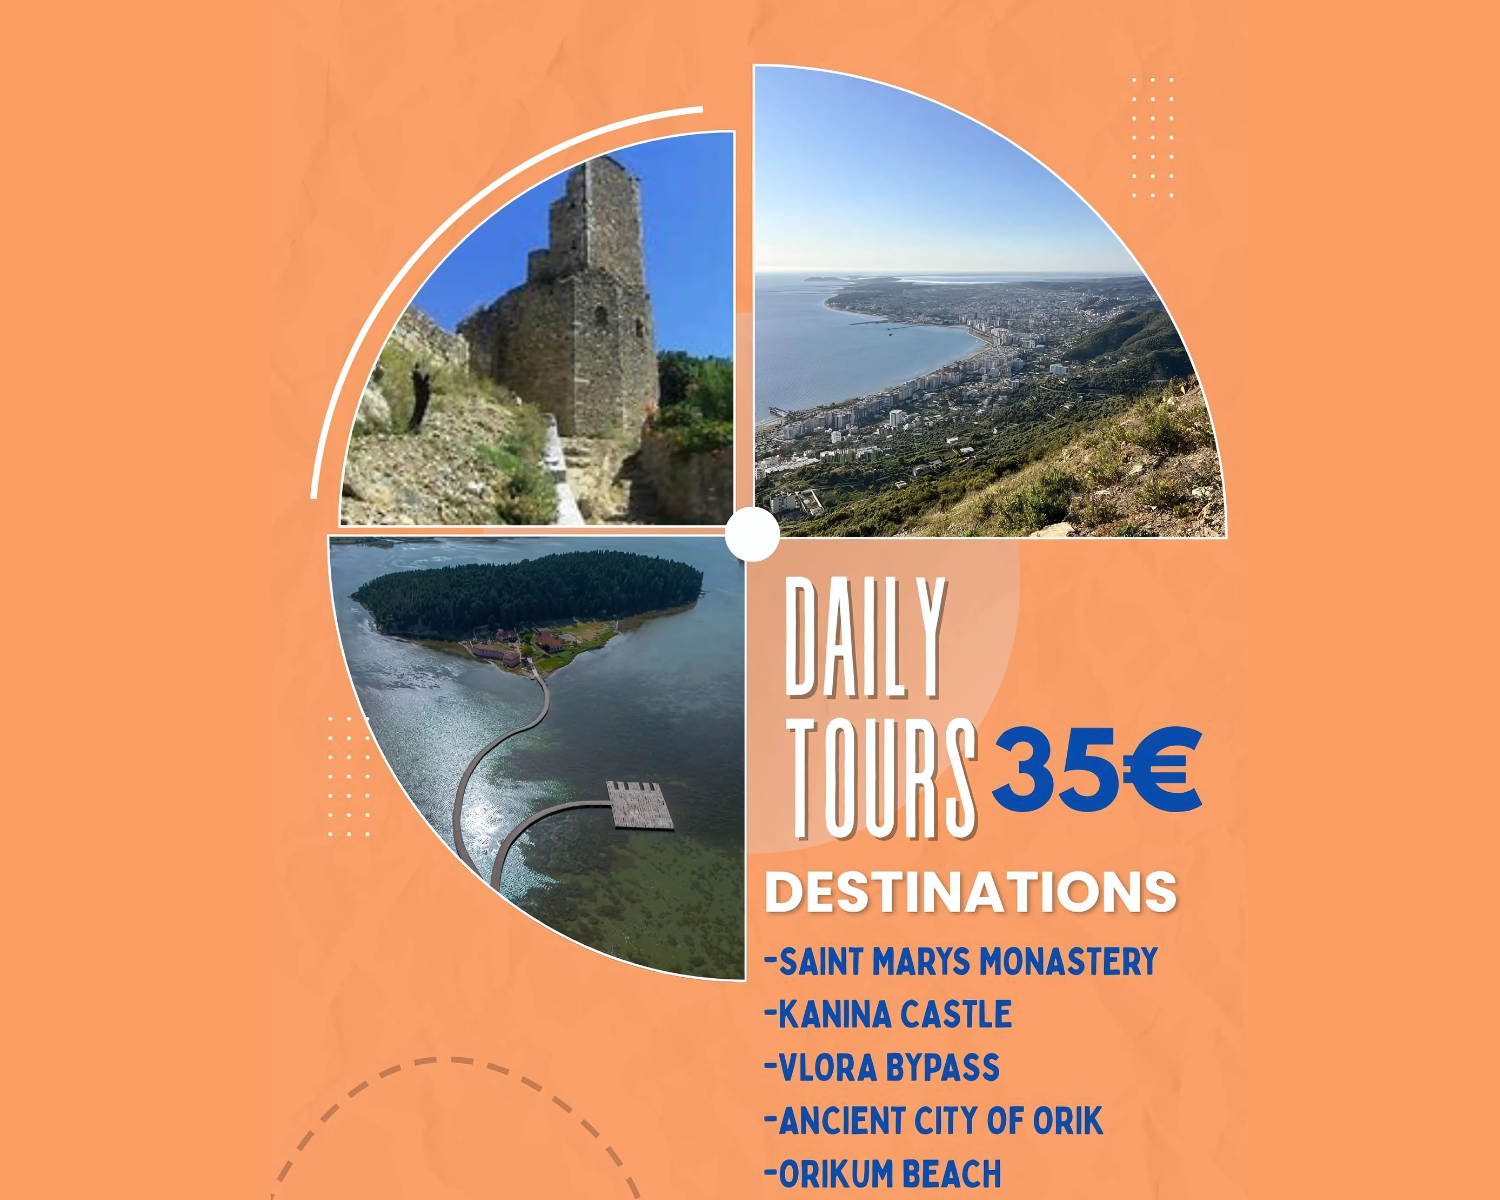 DAILY
TOURS
35€
DESTINATIONS
-SAINT MARYS MONASTERY
-KANINA CASTLE
-VLORA BYPASS
-ANCIENT CITY OF ORIK
-ORIKUM BEACH